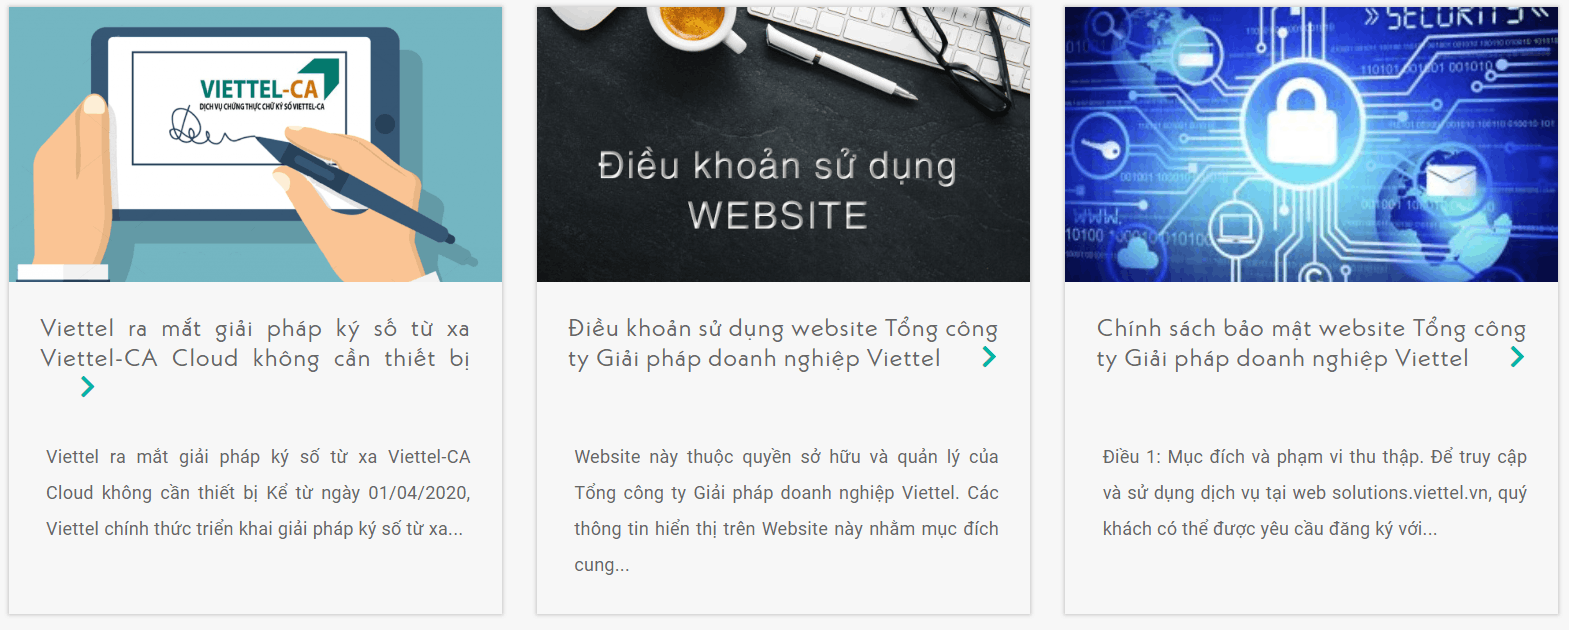 VIETTEL-CA
DỊCH VỤ CHỨNG THỰC CHỮ KÝ SỐ VIETTEL-CA
Viettel ra mắt giải pháp ký số từ xa
Viettel-CA Cloud không cần thiết bị
Viettel ra mắt giải pháp ký số từ xa Viettel-CA
Cloud không cần thiết bị Kể từ ngày 01/04/2020,
Viettel chính thức triển khai giải pháp ký số từ xa...
Điều khoản sử dụng
WEBSITE
Điều khoản sử dụng website Tổng công
ty Giải pháp doanh nghiệp Viettel
Website này thuộc quyền sở hữu và quản lý của
Tổng công ty Giải pháp doanh nghiệp Viettel. Các
thông tin hiển thị trên Website này nhằm mục đích
cung...
» SECURITY «
WWW.
Chính sách bảo mật website Tổng công
ty Giải pháp doanh nghiệp Viettel
Điều 1: Mục đích và phạm vi thu thập. Để truy cập
và sử dụng dịch vụ tại web solutions.viettel.vn, quý
khách có thể được yêu cầu đăng ký với...